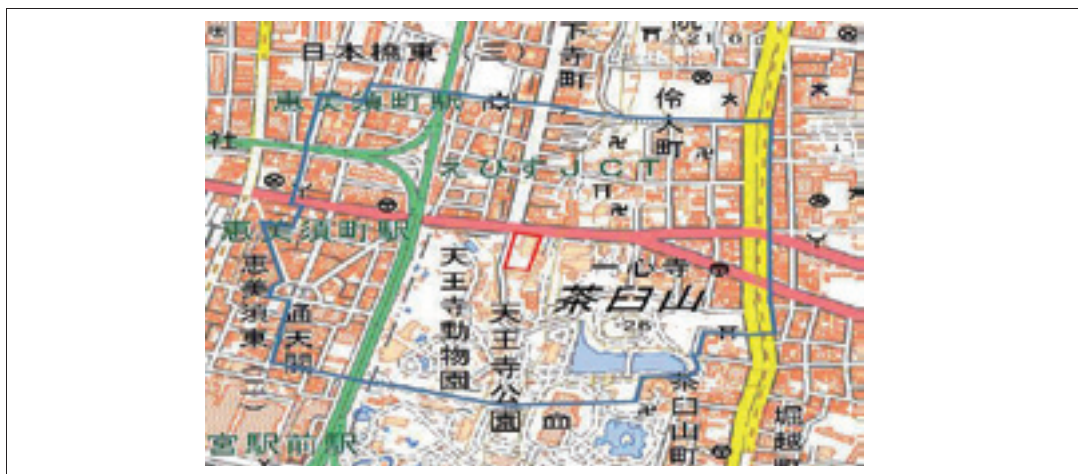 日本橋東(三)
下寺町
恵美須町駅
伶人町
社
えびすJCT
恵美須町駅
一心寺
茶臼山
26
恵美須東
通天閣
天王寺動物園
天王寺公園
茶臼山町
堀越町
宮駅前駅